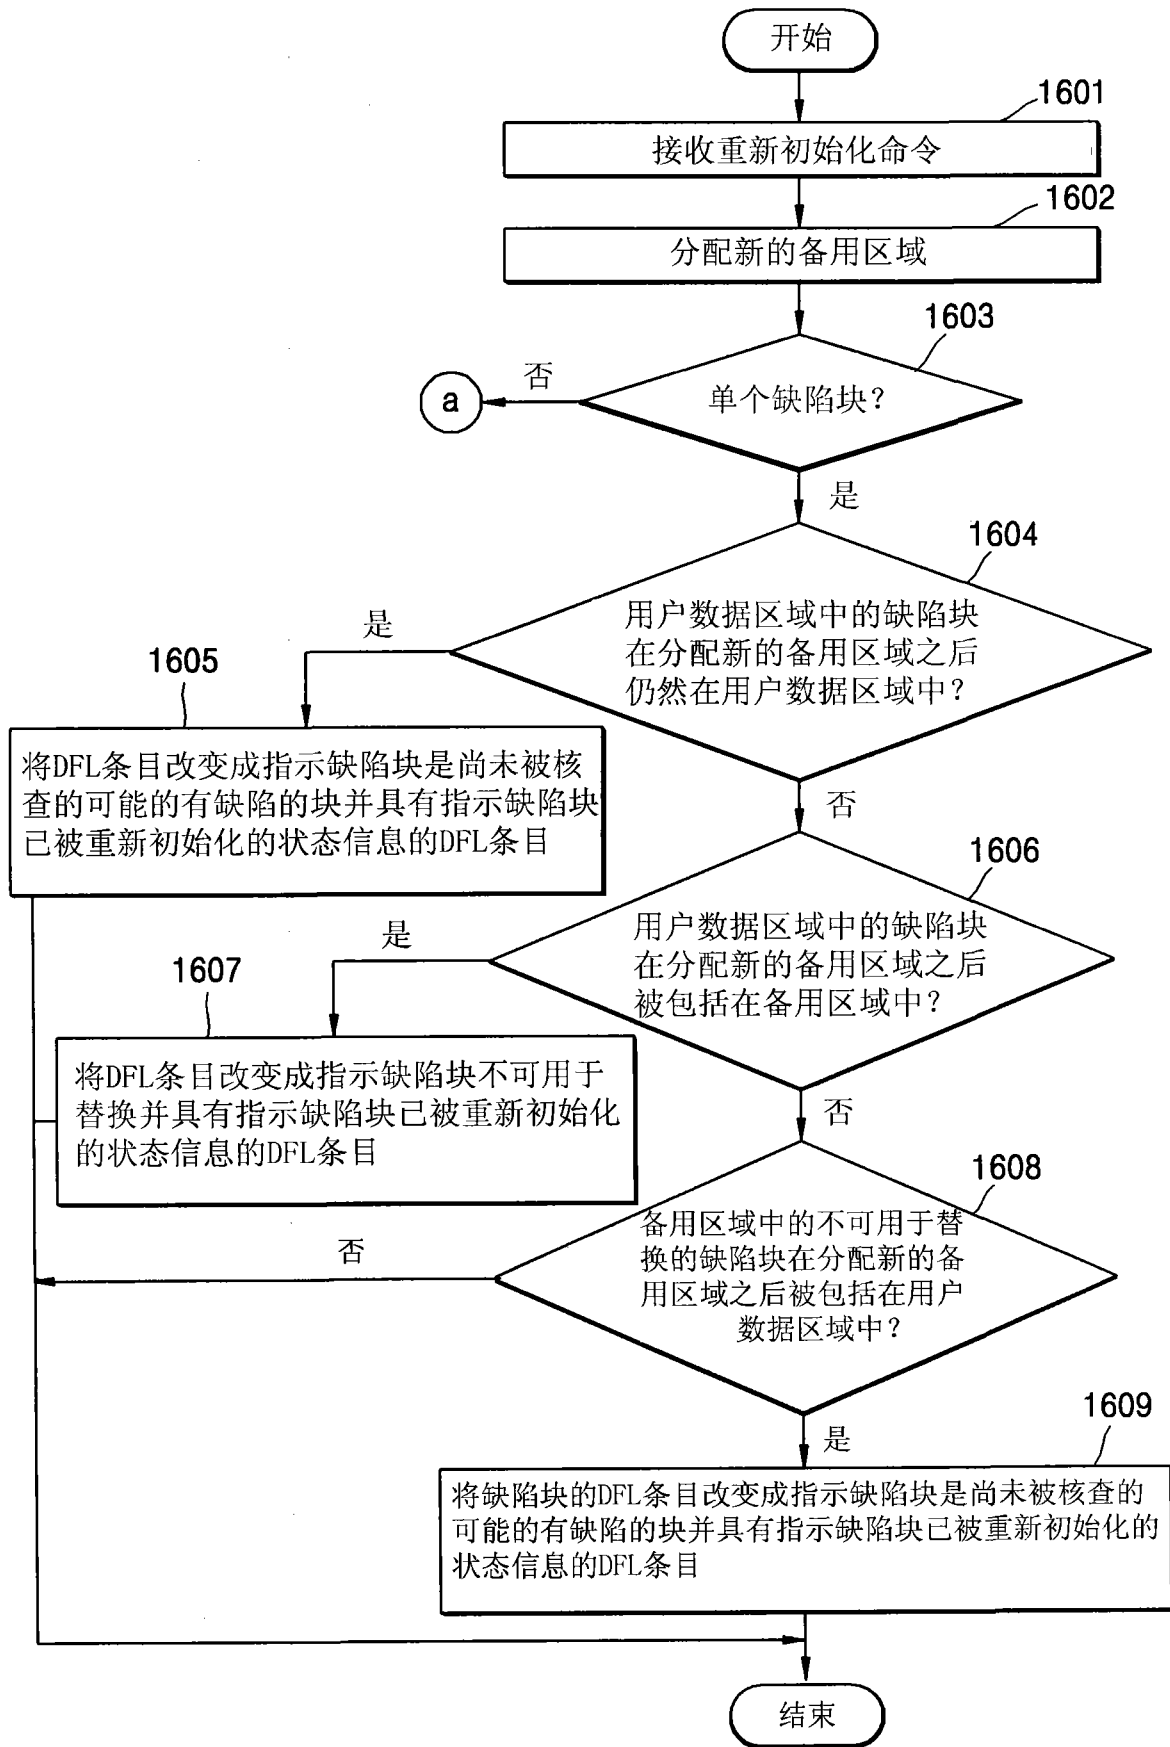 开始
1601
接收重新初始化命令
1602
分配新的备用区域
1603
单个缺陷块?
否
a
是
1604
用户数据区域中的缺陷块
在分配新的备用区域之后
仍然在用户数据区域中?
是
1605
将DFL条目改变成指示缺陷块是尚未被核
查的可能的有缺陷的块并具有指示缺陷块
已被重新初始化的状态信息的DFL条目
否
1606
用户数据区域中的缺陷块
在分配新的备用区域之后
被包括在备用区域中?
是
1607
将DFL条目改变成指示缺陷块不可用于
替换并具有指示缺陷块已被重新初始化
的状态信息的DFL条目
否
1608
备用区域中的不可用于替
换的缺陷块在分配新的备
用区域之后被包括在用户
数据区域中?
否
是
1609
将缺陷块的DFL条目改变成指示缺陷块是尚未被核查的
可能的有缺陷的块并具有指示缺陷块已被重新初始化的
状态信息的DFL条目
结束